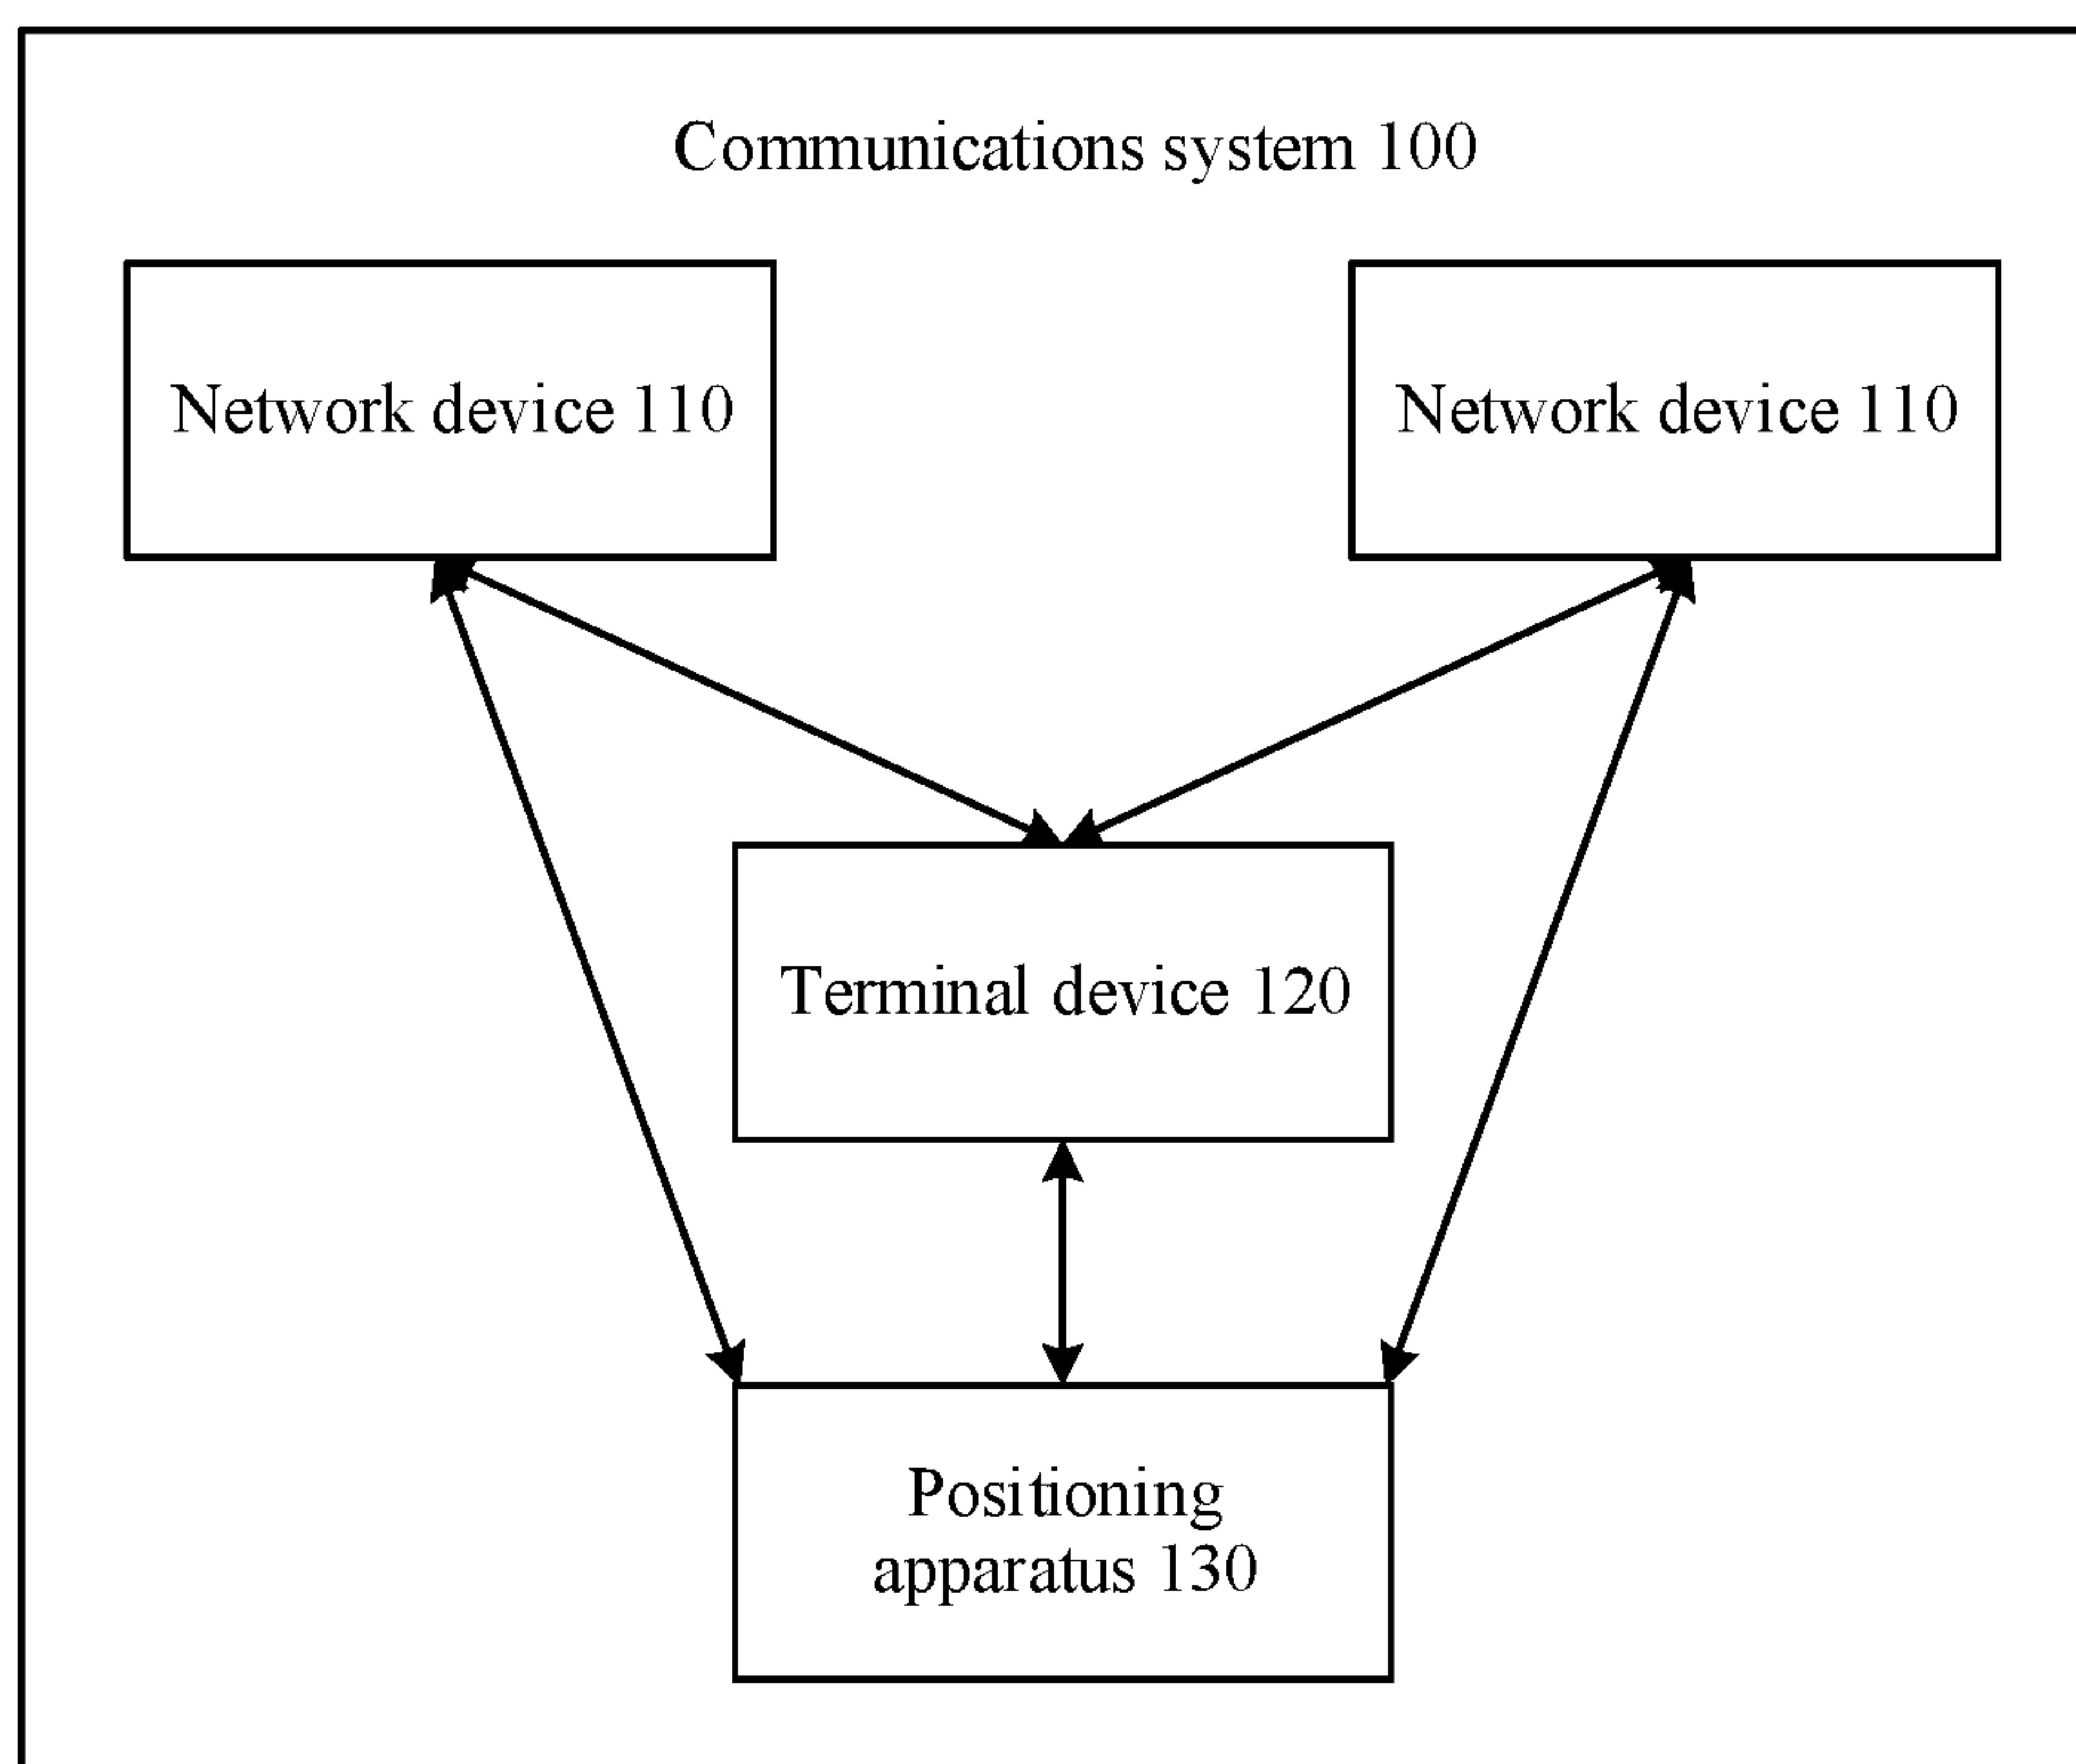 Communications system 100
Network device 110
Network device 110
Terminal device 120
Positioning
apparatus 130